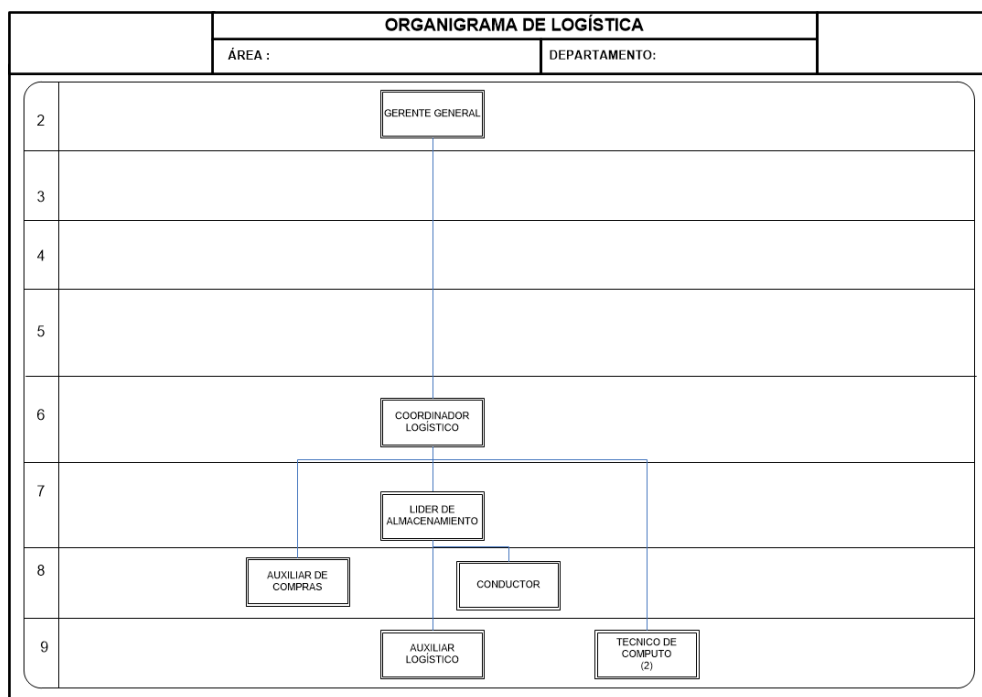 ORGANIGRAMA DE LOGÍSTICA
ÁREA :
DEPARTAMENTO:
2
GERENTE GENERAL
3
4
5
6
COORDINADOR
LOGÍSTICO
7
LIDER DE
ALMACENAMIENTO
8
AUXILIAR DE
COMPRAS
CONDUCTOR
9
AUXILIAR
LOGÍSTICO
TECNICO DE
COMPUTO
(2)